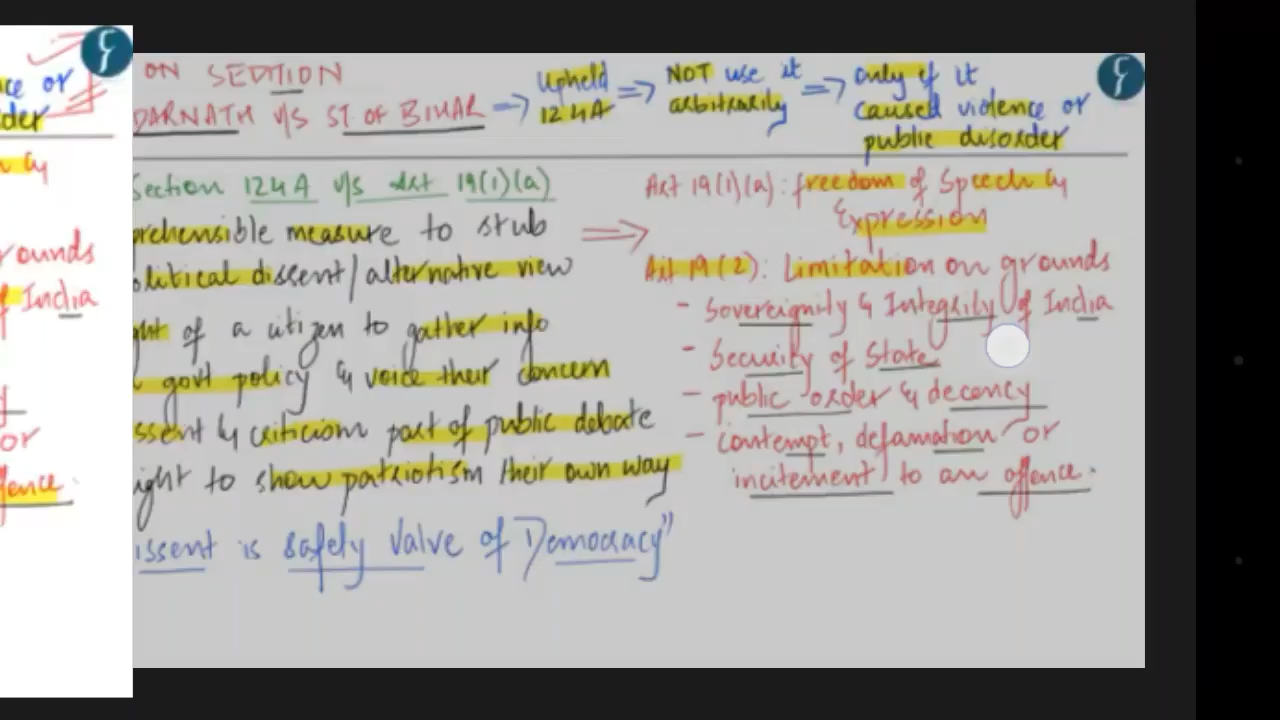 ce or
der
n &
rounds
f India
or
fence.
ON SEDITION
DARNATH V/S ST. OF BIHAR → Upheld 124A ⇒ NOT use it arbitrarily ⇒ only if it caused violence or public disorder
Section 124A V/s Art 19(1)(a)
prehensible measure to stub
olitical dissent / alternative view
ght of a citizen to gather info
govt policy & voice their concern
ssent & criticism part of public debate
ight to show patriotism their own way
issent is safely valve of Democracy"
Art 19(1)(a): freedom of Speech &
Expression
Art 19(2): Limitation on grounds
- Sovereignity & Integrity of India
- Security of State
- public order & decency
- contempt, defamation or
incitement to an offence.